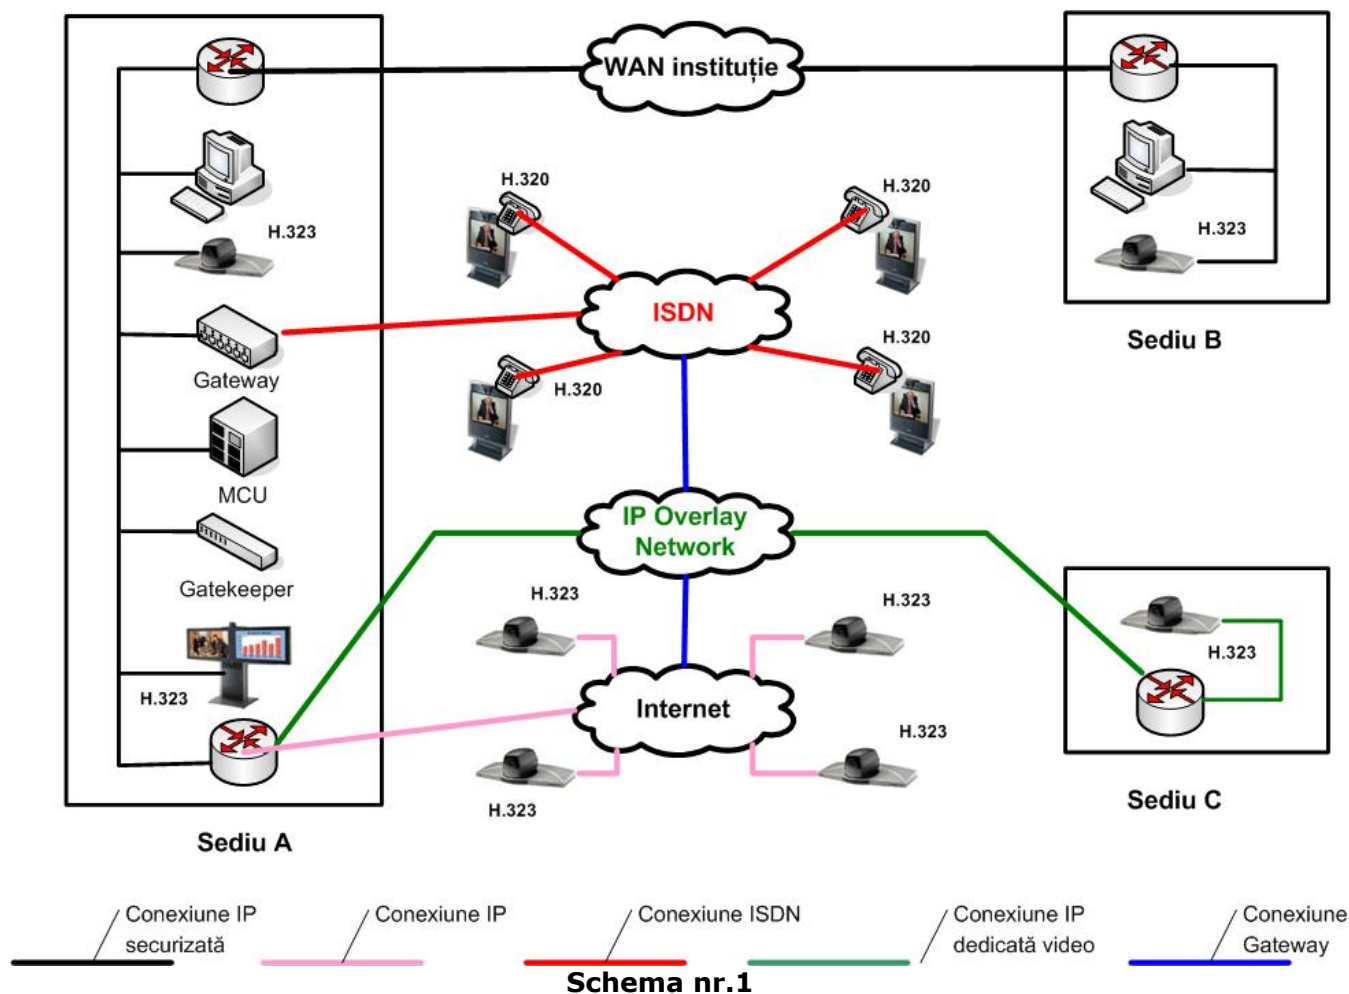 WAN instituție
H.320
H.320
H.323
H.323
ISDN
Sediu B
H.320
H.320
Gateway
MCU
IP Overlay
Network
Gatekeeper
H.323
H.323
H.323
H.323
Internet
H.323
H.323
Sediu C
Sediu A
Conexiune IP
securizată
Conexiune IP
Conexiune ISDN
Conexiune IP
dedicată video
Conexiune
Gateway
Schema nr.1